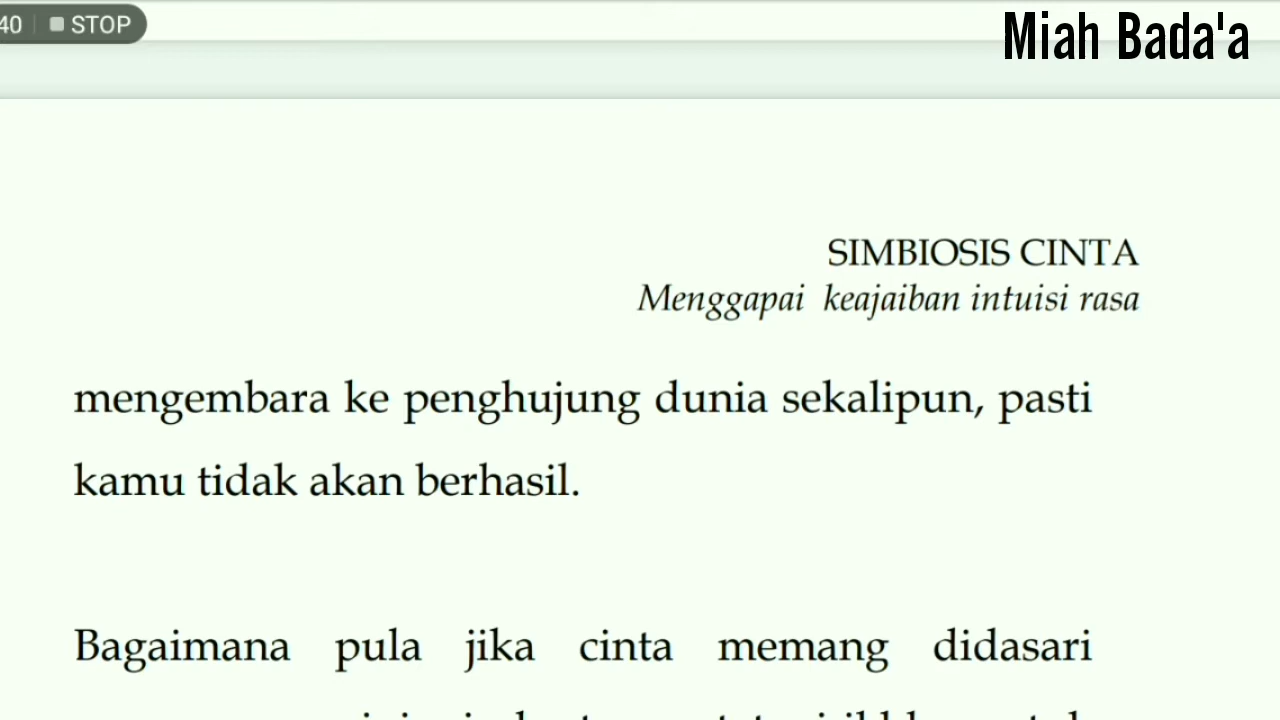 40 STOP
Miah Bada'a
SIMBIOSIS CINTA
Menggapai keajaiban intuisi rasa
mengembara ke penghujung dunia sekalipun, pasti
kamu tidak akan berhasil.
Bagaimana pula jika cinta memang didasari